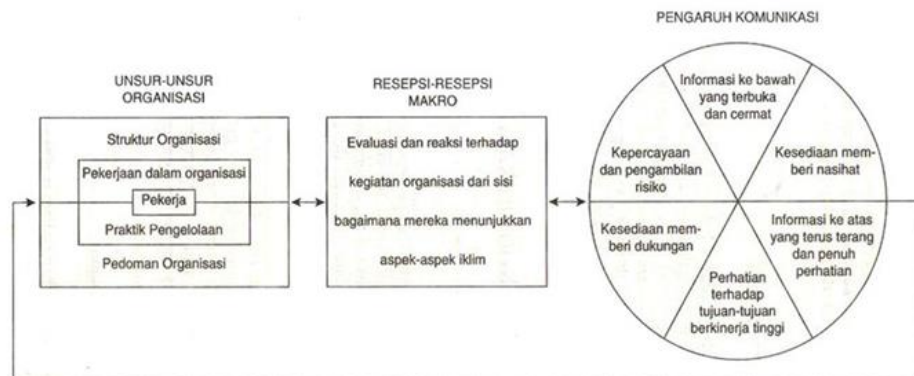 PENGARUH KOMUNIKASI
UNSUR-UNSUR
ORGANISASI
Struktur Organisasi
Pekerjaan dalam organisasi
Pekerja
Praktik Pengelolaan
Pedoman Organisasi
RESEPSI-RESEPSI
MAKRO
Evaluasi dan reaksi terhadap
kegiatan organisasi dari sisi
bagaimana mereka menunjukkan
aspek-aspek iklim
Informasi ke bawah
yang terbuka
dan cermat
Kesediaan mem-
beri nasihat
Informasi ke atas
yang terus terang
dan penuh
perhatian
Perhatian
terhadap
tujuan-tujuan
berkinerja tinggi
Kesediaan mem-
beri dukungan
Kepercayaan
dan pengambilan
risiko